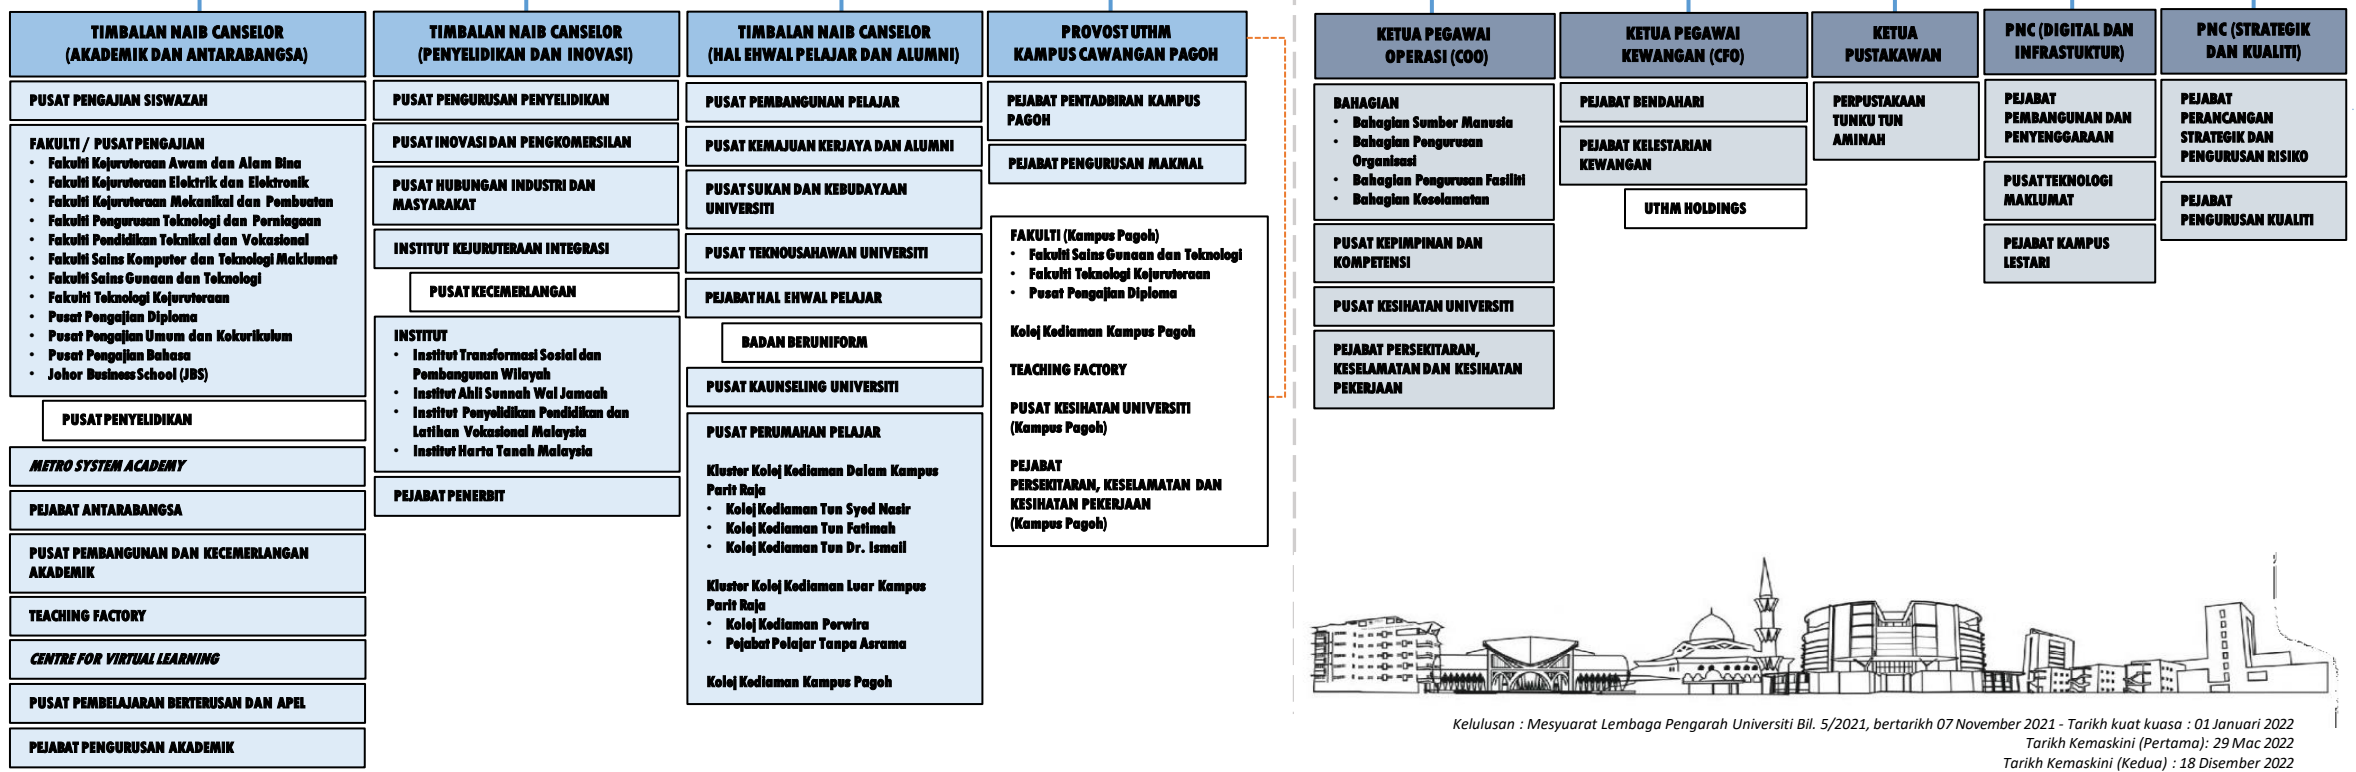 TIMBALAN NAIB CANSELOR
(AKADEMIK DAN ANTARABANGSA)
PUSAT PENGAJIAN SISWAZAH
FAKULTI / PUSAT PENGAJIAN
• Fakulti Kejuruteraan Awam dan Alam Bina
• Fakulti Kejuruteraan Elektrik dan Elektronik
• Fakulti Kejuruteraan Mekanikal dan Pembuatan
• Fakulti Pengurusan Teknologi dan Perniagaan
• Fakulti Pendidikan Teknikal dan Vokasional
• Fakulti Sains Komputer dan Teknologi Maklumat
• Fakulti Sains Gunaan dan Teknologi
• Fakulti Teknologi Kejuruteraan
• Pusat Pengajian Diploma
• Pusat Pengajian Umum dan Kokurikulum
• Pusat Pengajian Bahasa
• Johor Business School (JBS)
PUSAT PENYELIDIKAN
METRO SYSTEM ACADEMY
PEJABAT ANTARABANGSA
PUSAT PEMBANGUNAN DAN KECEMERLANGAN
AKADEMIK
TEACHING FACTORY
CENTRE FOR VIRTUAL LEARNING
PUSAT PEMBELAJARAN BERTERUSAN DAN APEL
PEJABAT PENGURUSAN AKADEMIK
TIMBALAN NAIB CANSELOR
(PENYELIDIKAN DAN INOVASI)
PUSAT PENGURUSAN PENYELIDIKAN
PUSAT INOVASI DAN PENGKOMERSILAN
PUSAT HUBUNGAN INDUSTRI DAN
MASYARAKAT
INSTITUT KEJURUTERAAN INTEGRASI
PUSAT KECEMERLANGAN
INSTITUT
• Institut Transformasi Sosial dan
Pembangunan Wilayah
• Institut Ahli Sunnah Wal Jamaah
• Institut Penyelidikan Pendidikan dan
Latihan Vokasional Malaysia
• Institut Harta Tanah Malaysia
PEJABAT PENERBIT
TIMBALAN NAIB CANSELOR
(HAL EHWAL PELAJAR DAN ALUMNI)
PUSAT PEMBANGUNAN PELAJAR
PUSAT KEMAJUAN KERJAYA DAN ALUMNI
PUSAT SUKAN DAN KEBUDAYAAN
UNIVERSITI
PUSAT TEKNOUSAHAWAN UNIVERSITI
PEJABAT HAL EHWAL PELAJAR
BADAN BERUNIFORM
PUSAT KAUNSELING UNIVERSITI
PUSAT PERUMAHAN PELAJAR
Kluster Kolej Kediaman Dalam Kampus
Parit Raja
• Kolej Kediaman Tun Syed Nasir
• Kolej Kediaman Tun Fatimah
• Kolej Kediaman Tun Dr. Ismail
Kluster Kolej Kediaman Luar Kampus
Parit Raja
• Kolej Kediaman Perwira
• Pejabat Pelajar Tanpa Asrama
Kolej Kediaman Kampus Pagoh
PROVOST UTHM
KAMPUS CAWANGAN PAGOH
PEJABAT PENTADBIRAN KAMPUS
PAGOH
PEJABAT PENGURUSAN MAKMAL
FAKULTI (Kampus Pagoh)
• Fakulti Sains Gunaan dan Teknologi
• Fakulti Teknologi Kejuruteraan
• Pusat Pengajian Diploma
Kolej Kediaman Kampus Pagoh
TEACHING FACTORY
PUSAT KESIHATAN UNIVERSITI
(Kampus Pagoh)
PEJABAT
PERSEKITARAN, KESELAMATAN DAN
KESIHATAN PEKERJAAN
(Kampus Pagoh)
KETUA PEGAWAI
OPERASI (COO)
BAHAGIAN
• Bahagian Sumber Manusia
• Bahagian Pengurusan
Organisasi
• Bahagian Pengurusan Fasiliti
• Bahagian Keselamatan
PUSAT KEPIMPINAN DAN
KOMPETENSI
PUSAT KESIHATAN UNIVERSITI
PEJABAT PERSEKITARAN,
KESELAMATAN DAN KESIHATAN
PEKERJAAN
KETUA PEGAWAI
KEWANGAN (CFO)
PEJABAT BENDAHARI
PEJABAT KELESTARIAN
KEWANGAN
UTHM HOLDINGS
KETUA
PUSTAKAWAN
PERPUSTAKAAN
TUNKU TUN
AMINAH
PNC (DIGITAL DAN
INFRASTUKTUR)
PEJABAT
PEMBANGUNAN DAN
PENYENGGARAAN
PUSAT TEKNOLOGI
MAKLUMAT
PEJABAT KAMPUS
LESTARI
PNC (STRATEGIK
DAN KUALITI)
PEJABAT
PERANCANGAN
STRATEGIK DAN
PENGURUSAN RISIKO
PEJABAT
PENGURUSAN KUALITI
Kelulusan : Mesyuarat Lembaga Pengarah Universiti Bil. 5/2021, bertarikh 07 November 2021 - Tarikh kuat kuasa : 01 Januari 2022
Tarikh Kemaskini (Pertama): 29 Mac 2022
Tarikh Kemaskini (Kedua) : 18 Disember 2022